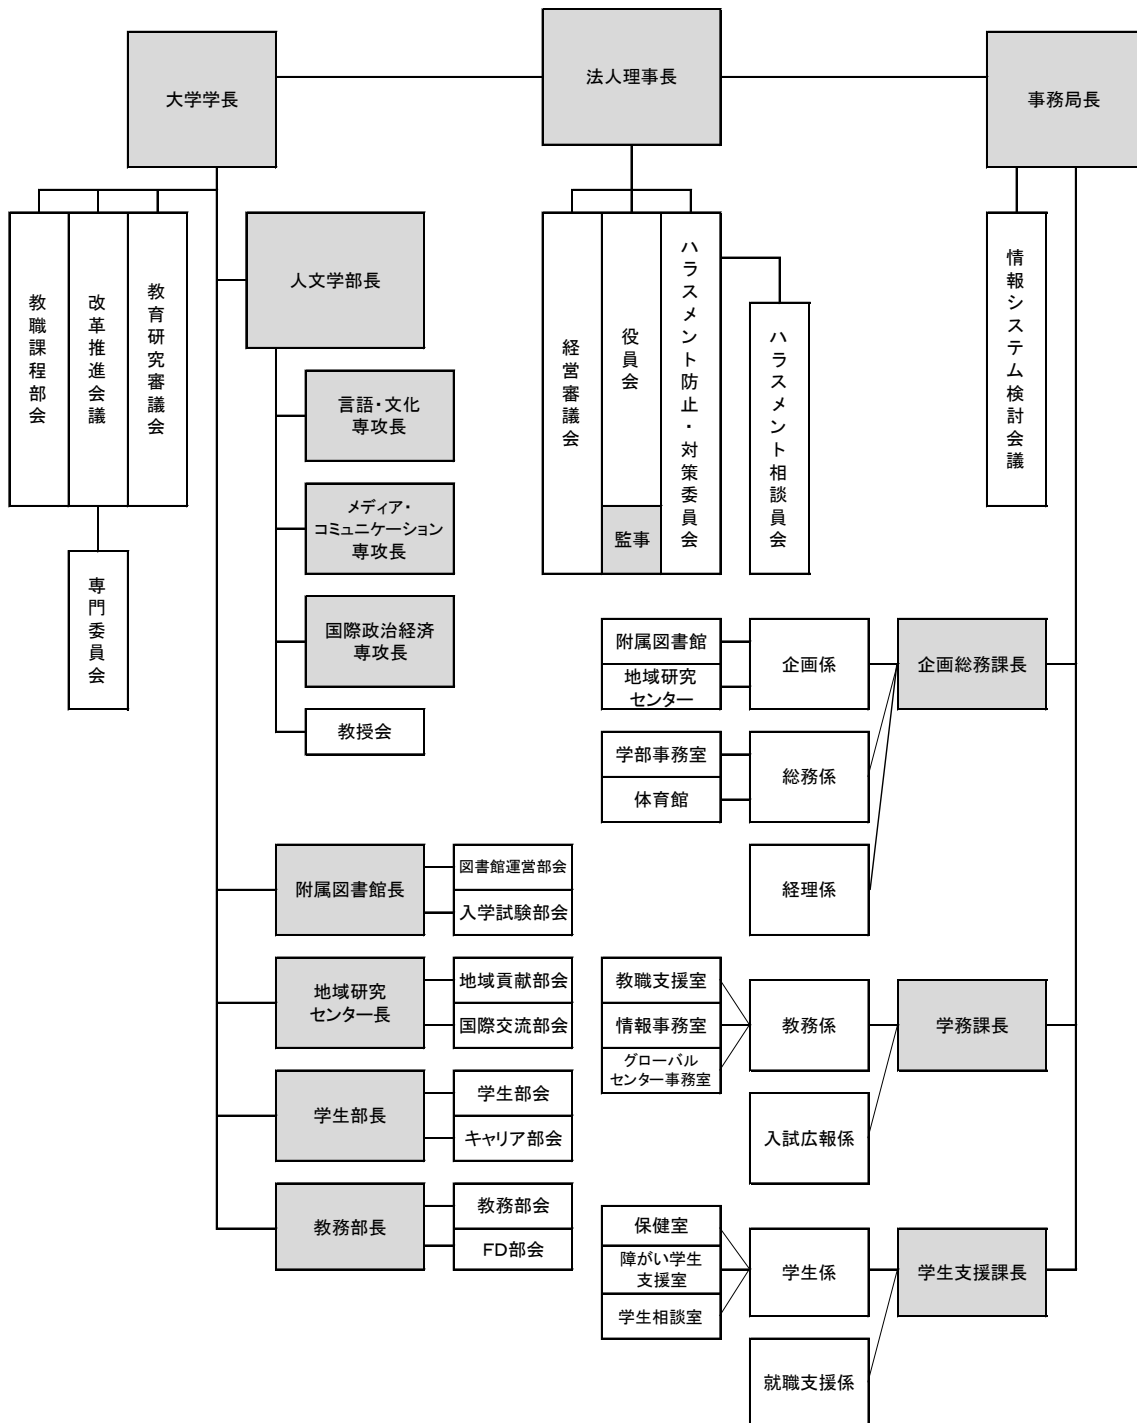 大学学長
法人理事長
事務局長
教職課程部会
改革推進会議
教育研究審議会
専門委員会
人文学部長
言語・文化
専攻長
メディア・
コミュニケーション
専攻長
国際政治経済
専攻長
教授会
経営審議会
役員会
監事
ハラスメント防止・対策委員会
ハラスメント相談員会
情報システム検討会議
附属図書館
地域研究
センター
企画係
企画総務課長
学部事務室
体育館
総務係
経理係
附属図書館長
図書館運営部会
入学試験部会
地域研究
センター長
地域貢献部会
国際交流部会
学生部長
学生部会
キャリア部会
教務部長
教務部会
FD部会
教職支援室
情報事務室
グローバル
センター事務室
教務係
学務課長
入試広報係
保健室
障がい学生
支援室
学生相談室
学生係
学生支援課長
就職支援係